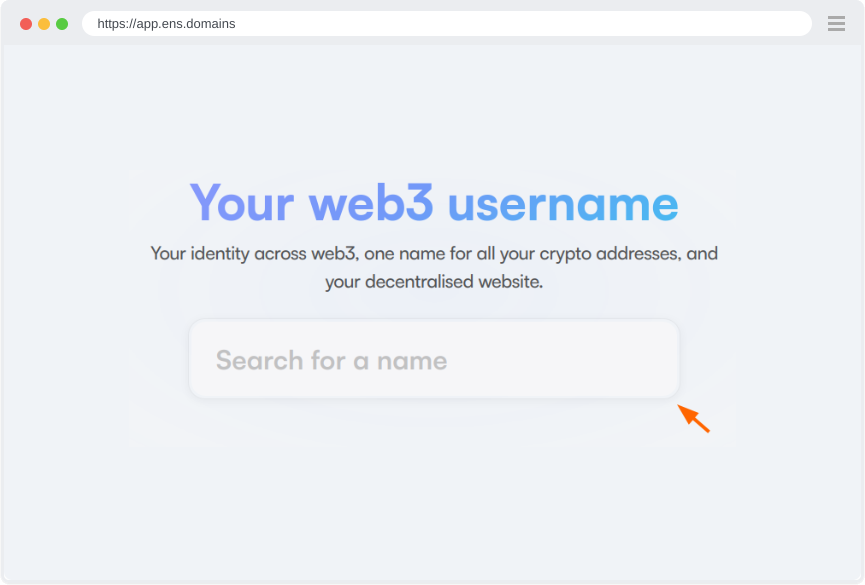 https://app.ens.domains
Your web3 username
Your identity across web3, one name for all your crypto addresses, and
your decentralised website.
Search for a name